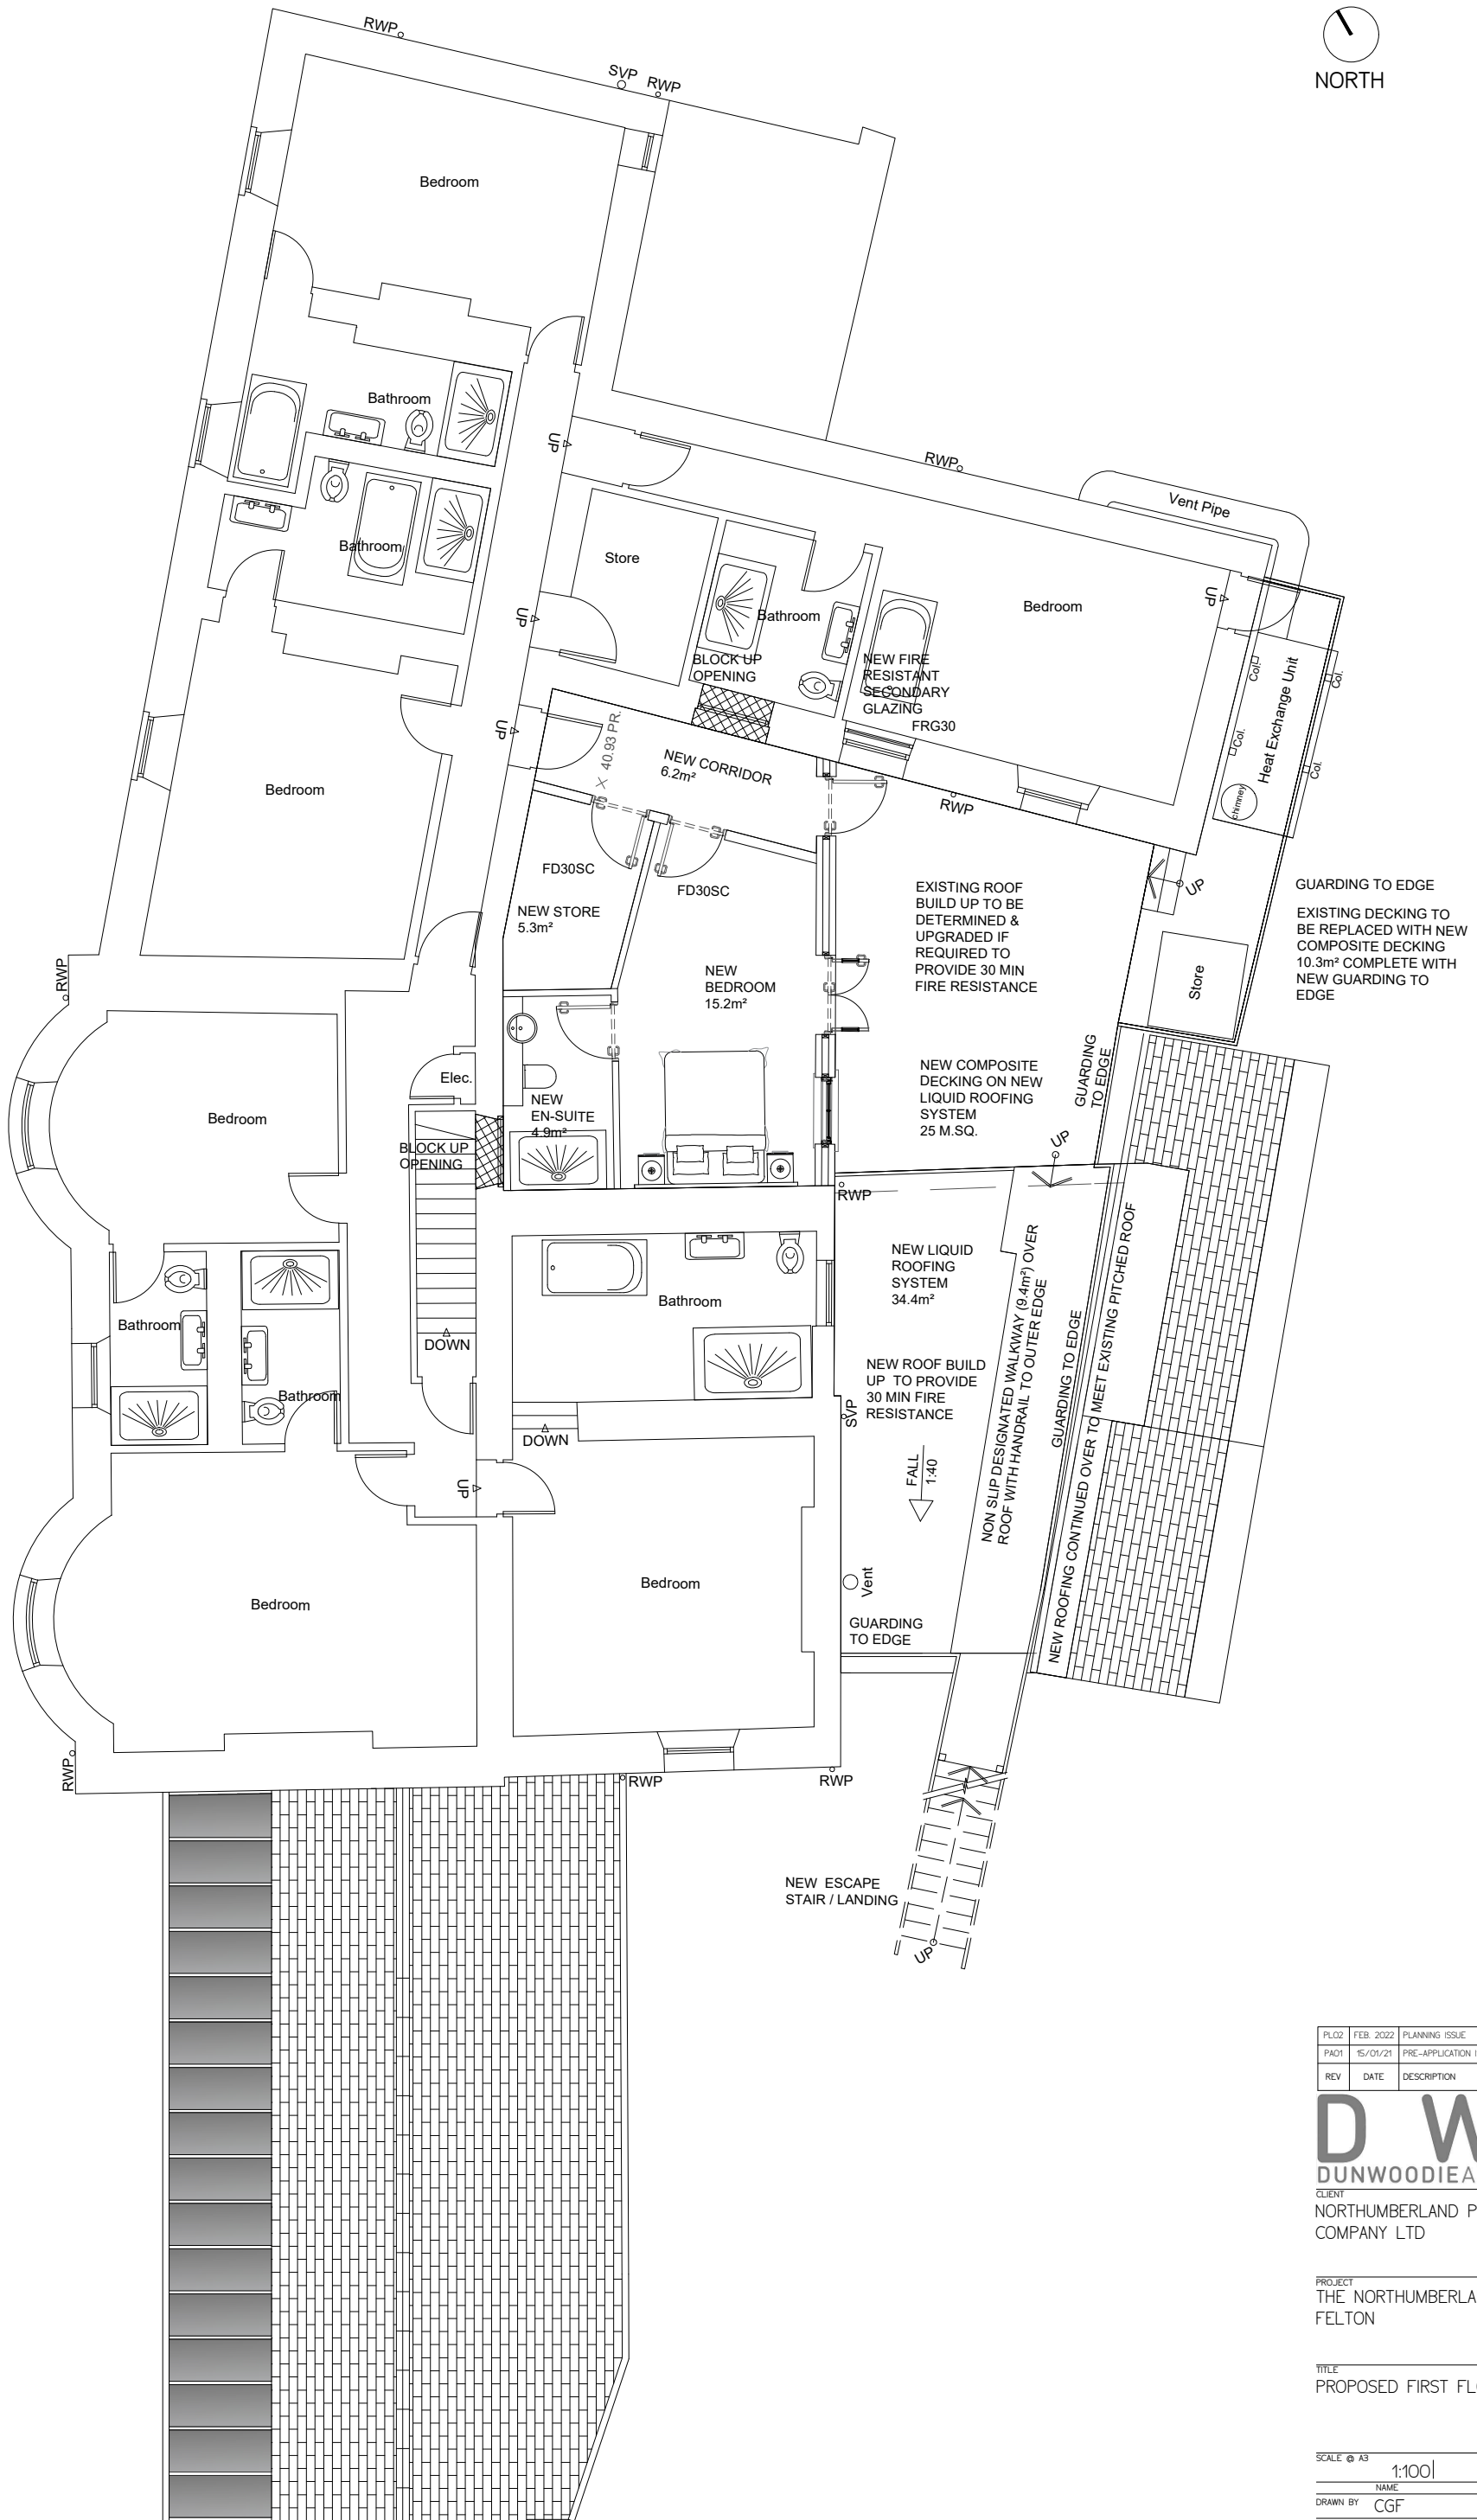 NORTH
RWP
SVP
RWP
Bedroom
Bathroom
UP
RWP
Vent Pipe
Bathroom
Store
Bathroom
Bedroom
UP
UP
BLOCK UP
OPENING
NEW FIRE
RESISTANT
SECONDARY
GLAZING
FRG30
Col.
Col.
Col.
Col.
Heat Exchange Unit
chimney
UP
40.93 PR.
NEW CORRIDOR
6.2m²
RWP
Bedroom
FD30SC
FD30SC
NEW STORE
5.3m²
EXISTING ROOF
BUILD UP TO BE
DETERMINED &
UPGRADED IF
REQUIRED TO
PROVIDE 30 MIN
FIRE RESISTANCE
UP
GUARDING TO EDGE
EXISTING DECKING TO
BE REPLACED WITH NEW
COMPOSITE DECKING
10.3m² COMPLETE WITH
NEW GUARDING TO
EDGE
RWP
NEW
BEDROOM
15.2m²
Store
Elec.
NEW
EN-SUITE
4.9m²
NEW COMPOSITE
DECKING ON NEW
LIQUID ROOFING
SYSTEM
25 M.SQ.
GUARDING
TO EDGE
Bedroom
BLOCK UP
OPENING
UP
RWP
NEW LIQUID
ROOFING
SYSTEM
34.4m²
NON SLIP DESIGNATED WALKWAY (9.4m²) OVER
ROOF WITH HANDRAIL TO OUTER EDGE
GUARDING TO EDGE
NEW ROOFING CONTINUED OVER TO MEET EXISTING PITCHED ROOF
Bathroom
Bathroom
DOWN
NEW ROOF BUILD
UP TO PROVIDE
30 MIN FIRE
RESISTANCE
Bathroom
SVP
DOWN
FALL
1:40
UP
Bedroom
Bedroom
Vent
GUARDING
TO EDGE
RWP
RWP
RWP
NEW ESCAPE
STAIR / LANDING
UP
PL02 FEB. 2022 PLANNING ISSUE
PA01 15/01/21 PRE-APPLICATION
REV DATE DESCRIPTION
D W
DUNWOODIEA
CLIENT
NORTHUMBERLAND P
COMPANY LTD
PROJECT
THE NORTHUMBERLA
FELTON
TITLE
PROPOSED FIRST FL
SCALE @ A3
1:100
NAME
DRAWN BY CGF